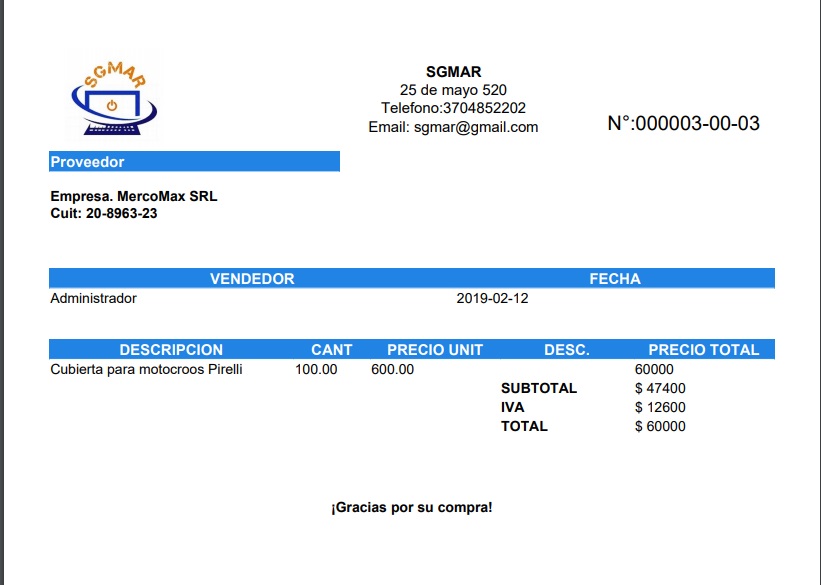 SGMAR
SGMAR
25 de mayo 520
Telefono:3704852202
Email: sgmar@gmail.com
N°:000003-00-03
Proveedor
Empresa. MercoMax SRL
Cuit: 20-8963-23
VENDEDOR FECHA
Administrador 2019-02-12
DESCRIPCION CANT PRECIO UNIT DESC. PRECIO TOTAL
Cubierta para motocroos Pirelli 100.00 600.00 60000
SUBTOTAL $ 47400
IVA $ 12600
TOTAL $ 60000
¡Gracias por su compra!